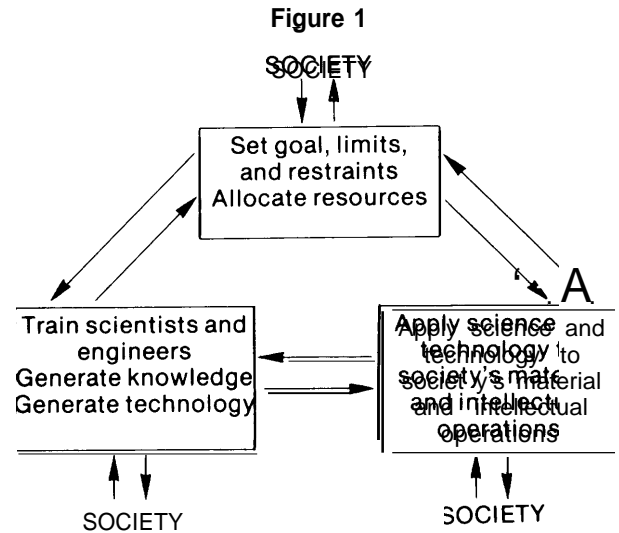 Figure 1
SOCIETY
Set goal, limits,
and restraints
Allocate resources
A
Train scientists and
engineers
Generate knowledge
Generate technology
Apply science and
technology to
society's material
and intellectual
operations
SOCIETY
SOCIETY